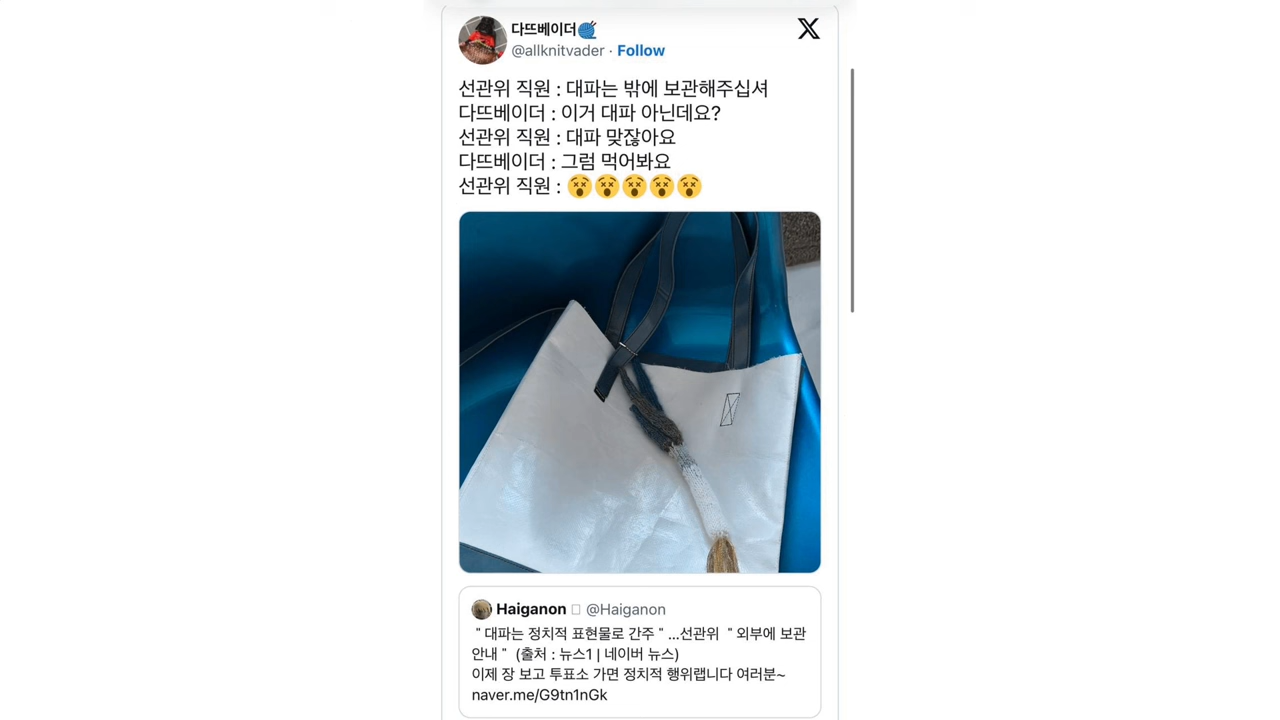 다뜨베이더🧶
@allknitvader · Follow
선관위 직원 : 대파는 밖에 보관해주십셔
다뜨베이더 : 이거 대파 아닌데요?
선관위 직원 : 대파 맞잖아요
다뜨베이더 : 그럼 먹어봐요
선관위 직원 : 😵😵😵😵😵
Haiganon @Haiganon
"대파는 정치적 표현물로 간주"...선관위 "외부에 보관
안내" (출처 : 뉴스1 | 네이버 뉴스)
이제 장 보고 투표소 가면 정치적 행위랩니다 여러분~
naver.me/G9tn1nGk